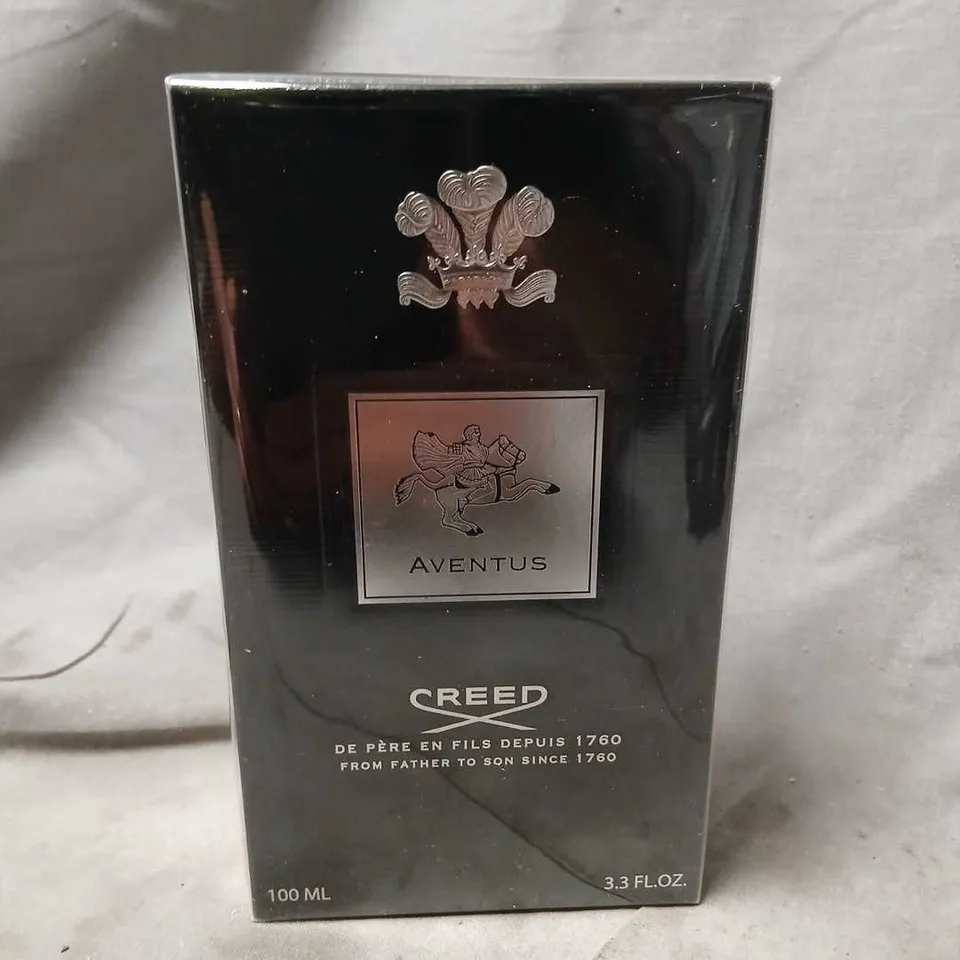 AVENTUS
CREED
DE PÈRE EN FILS DEPUIS 1760
FROM FATHER TO SON SINCE 1760
100 ML
3.3 FL.OZ.